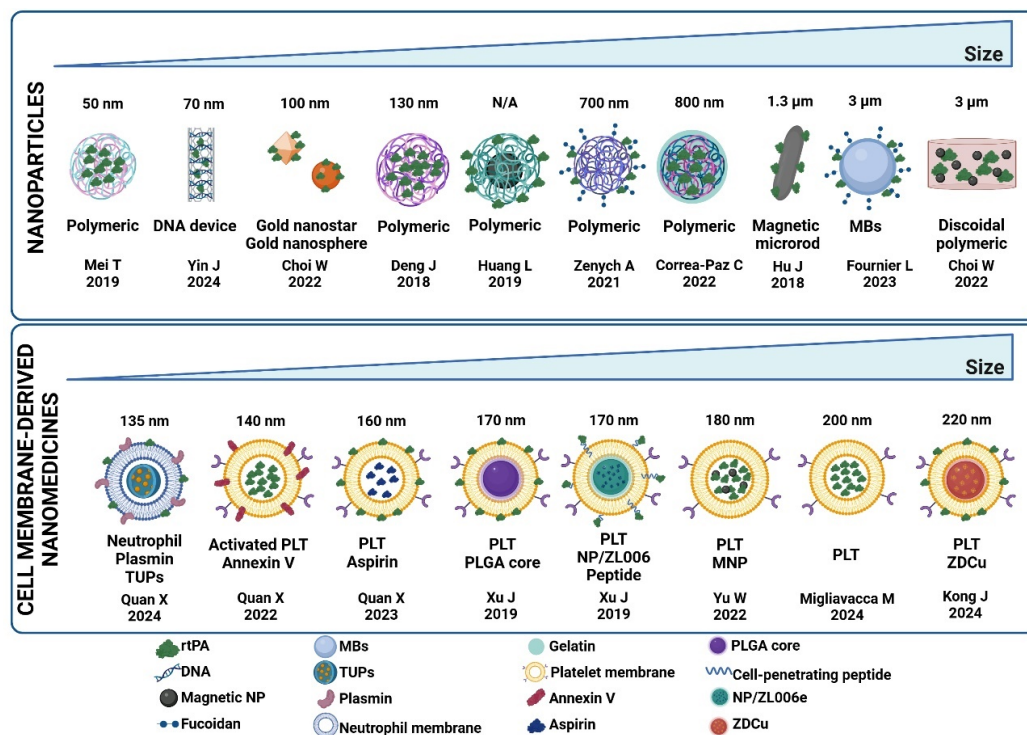 Size
NANOPARTICLES
50 nm 70 nm 100 nm 130 nm N/A 700 nm 800 nm 1.3 µm 3 µm 3 µm
Polymeric DNA device Gold nanostar Polymeric Polymeric Polymeric Polymeric Magnetic MBs Discoidal
Gold nanosphere microrod polymeric
Mei T Yin J Choi W Deng J Huang L Zenych A Correa-Paz C Hu J Fournier L Choi W
2019 2024 2022 2018 2019 2021 2022 2018 2023 2022
Size
CELL MEMBRANE-DERIVED
NANOMEDICINES
135 nm 140 nm 160 nm 170 nm 170 nm 180 nm 200 nm 220 nm
Neutrophil Activated PLT PLT PLT PLT PLT PLT PLT
Plasmin Annexin V Aspirin PLGA core NP/ZL006 MNP ZDCu
TUPs Peptide
Quan X Quan X Quan X Xu J Xu J Yu W Migliavacca M Kong J
2024 2022 2023 2019 2019 2022 2024 2024
rtPA MBs Gelatin PLGA core
DNA TUPs Platelet membrane Cell-penetrating peptide
Magnetic NP Plasmin Annexin V NP/ZL006e
Fucoidan Neutrophil membrane Aspirin ZDCu